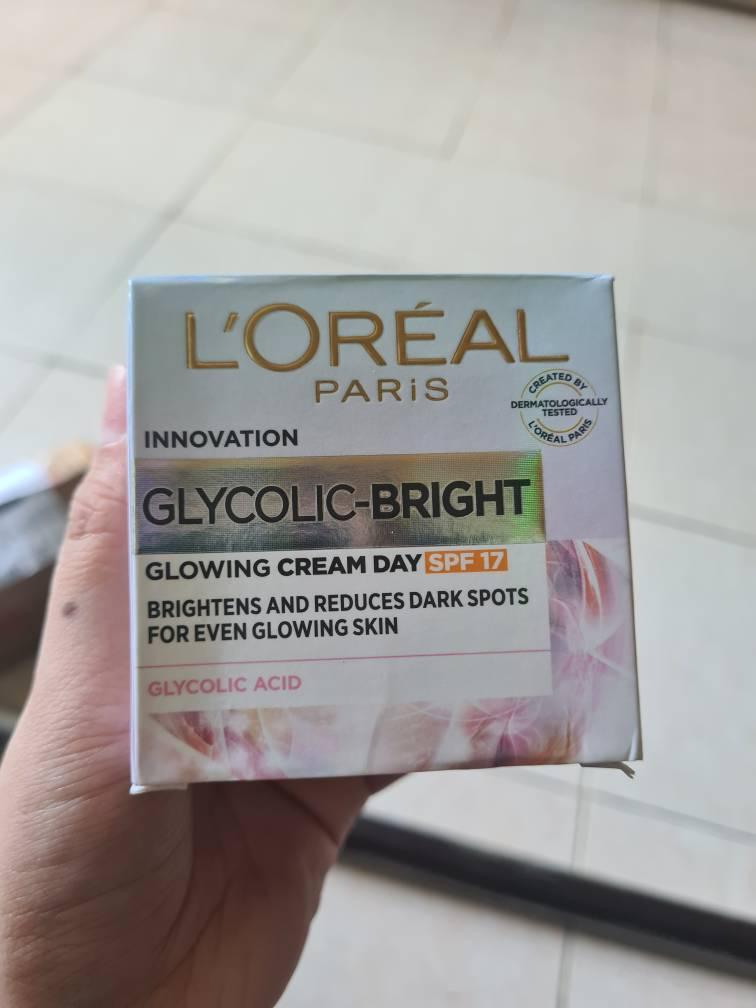 L'ORÉAL
PARiS
CREATED BY
DERMATOLOGICALLY
TESTED
L'ORÉAL PARIS
INNOVATION
GLYCOLIC-BRIGHT
GLOWING CREAM DAY SPF 17
BRIGHTENS AND REDUCES DARK SPOTS
FOR EVEN GLOWING SKIN
GLYCOLIC ACID